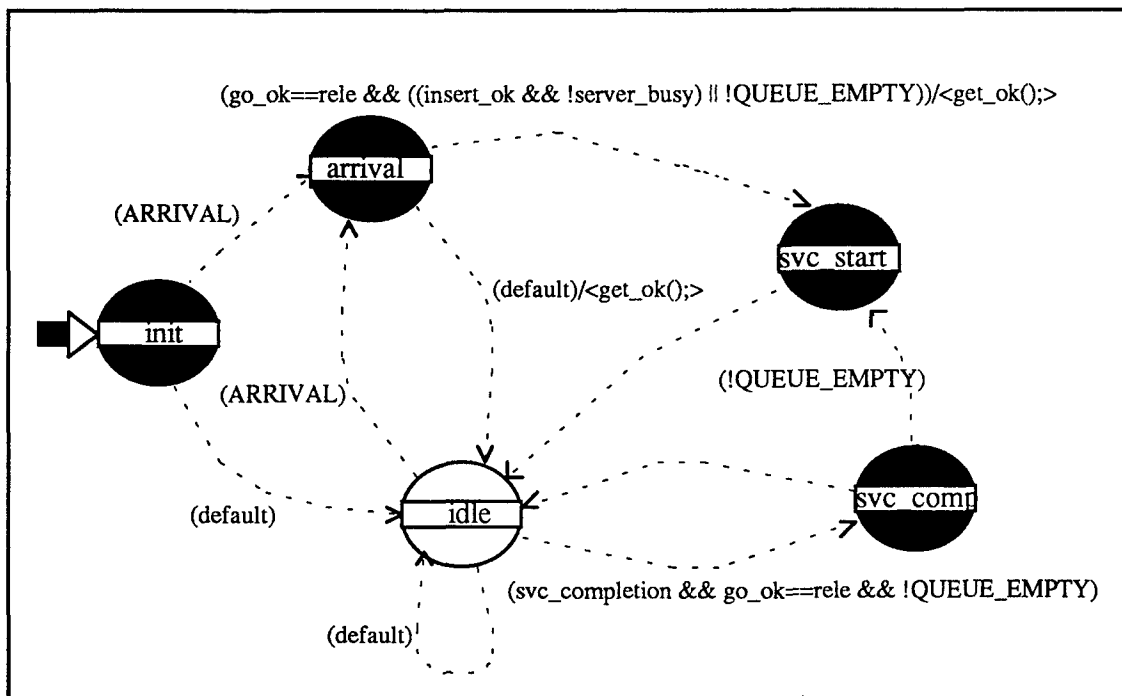 (go_ok==rele && ((insert_ok && !server_busy) || !QUEUE_EMPTY))/<get_ok();>
arrival
(ARRIVAL)
svc_start
(default)/<get_ok();>
init
(!QUEUE_EMPTY)
(ARRIVAL)
svc_comp
(default)
idle
(svc_completion && go_ok==rele && !QUEUE_EMPTY)
(default)